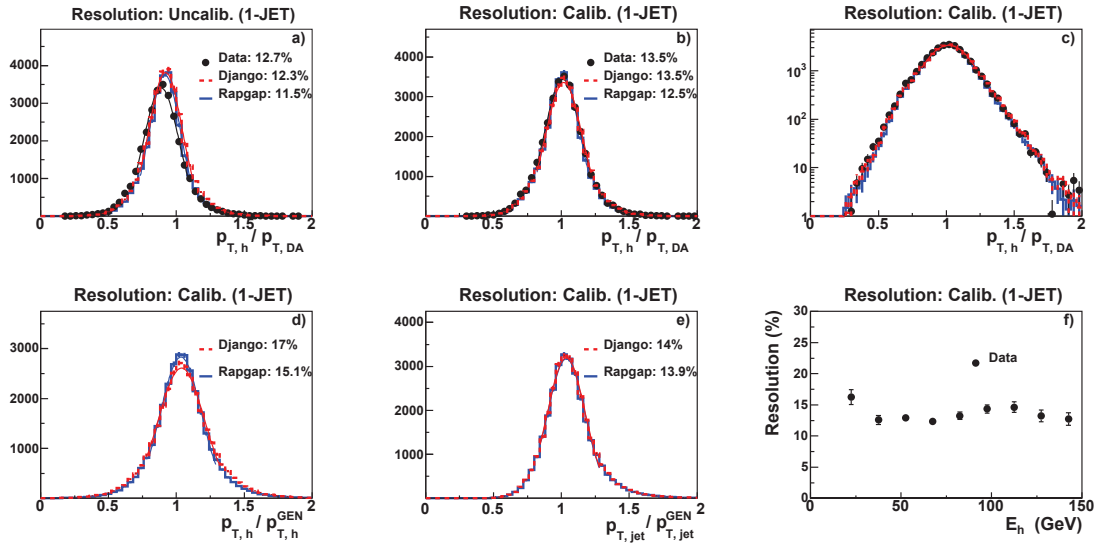 Resolution: Uncalib. (1-JET)
a)
Data: 12.7%
Django: 12.3%
Rapgap: 11.5%
4000
3000
2000
1000
0 0.5 1 1.5 2
p_T, h / p_T, DA
Resolution: Calib. (1-JET)
b)
Data: 13.5%
Django: 13.5%
Rapgap: 12.5%
4000
3000
2000
1000
0 0.5 1 1.5 2
p_T, h / p_T, DA
Resolution: Calib. (1-JET)
c)
10^3
10^2
10
1
0 0.5 1 1.5 2
p_T, h / p_T, DA
Resolution: Calib. (1-JET)
d)
Django: 17%
Rapgap: 15.1%
3000
2000
1000
0
0 0.5 1 1.5 2
p_T, h / p_T, h^GEN
Resolution: Calib. (1-JET)
e)
Django: 14%
Rapgap: 13.9%
4000
3000
2000
1000
0
0 0.5 1 1.5 2
p_T, jet / p_T, jet^GEN
Resolution: Calib. (1-JET)
f)
Data
Resolution (%)
30
25
20
15
10
5
0
0 50 100 150
E_h (GeV)